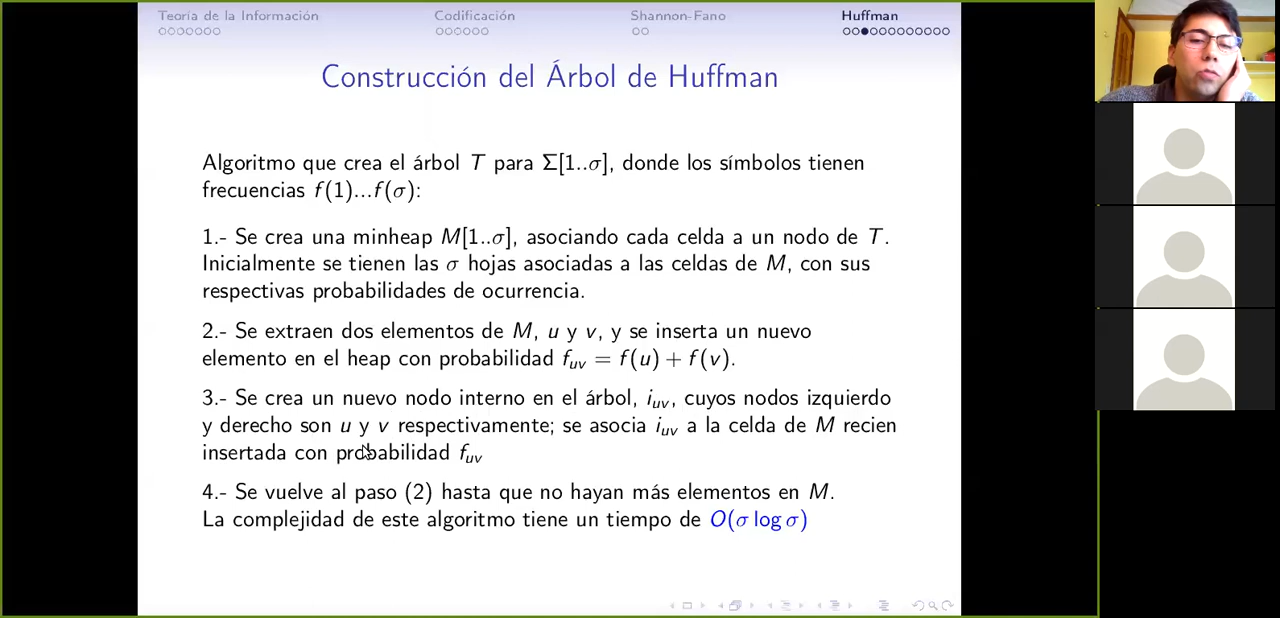 Teoría de la Información Codificación Shannon-Fano Huffman
Construcción del Árbol de Huffman
Algoritmo que crea el árbol T para Σ[1..σ], donde los símbolos tienen
frecuencias f(1)...f(σ):
1.- Se crea una minheap M[1..σ], asociando cada celda a un nodo de T.
Inicialmente se tienen las σ hojas asociadas a las celdas de M, con sus
respectivas probabilidades de ocurrencia.
2.- Se extraen dos elementos de M, u y v, y se inserta un nuevo
elemento en el heap con probabilidad f_uv = f(u) + f(v).
3.- Se crea un nuevo nodo interno en el árbol, i_uv, cuyos nodos izquierdo
y derecho son u y v respectivamente; se asocia i_uv a la celda de M recien
insertada con probabilidad f_uv
4.- Se vuelve al paso (2) hasta que no hayan más elementos en M.
La complejidad de este algoritmo tiene un tiempo de O(σ log σ)